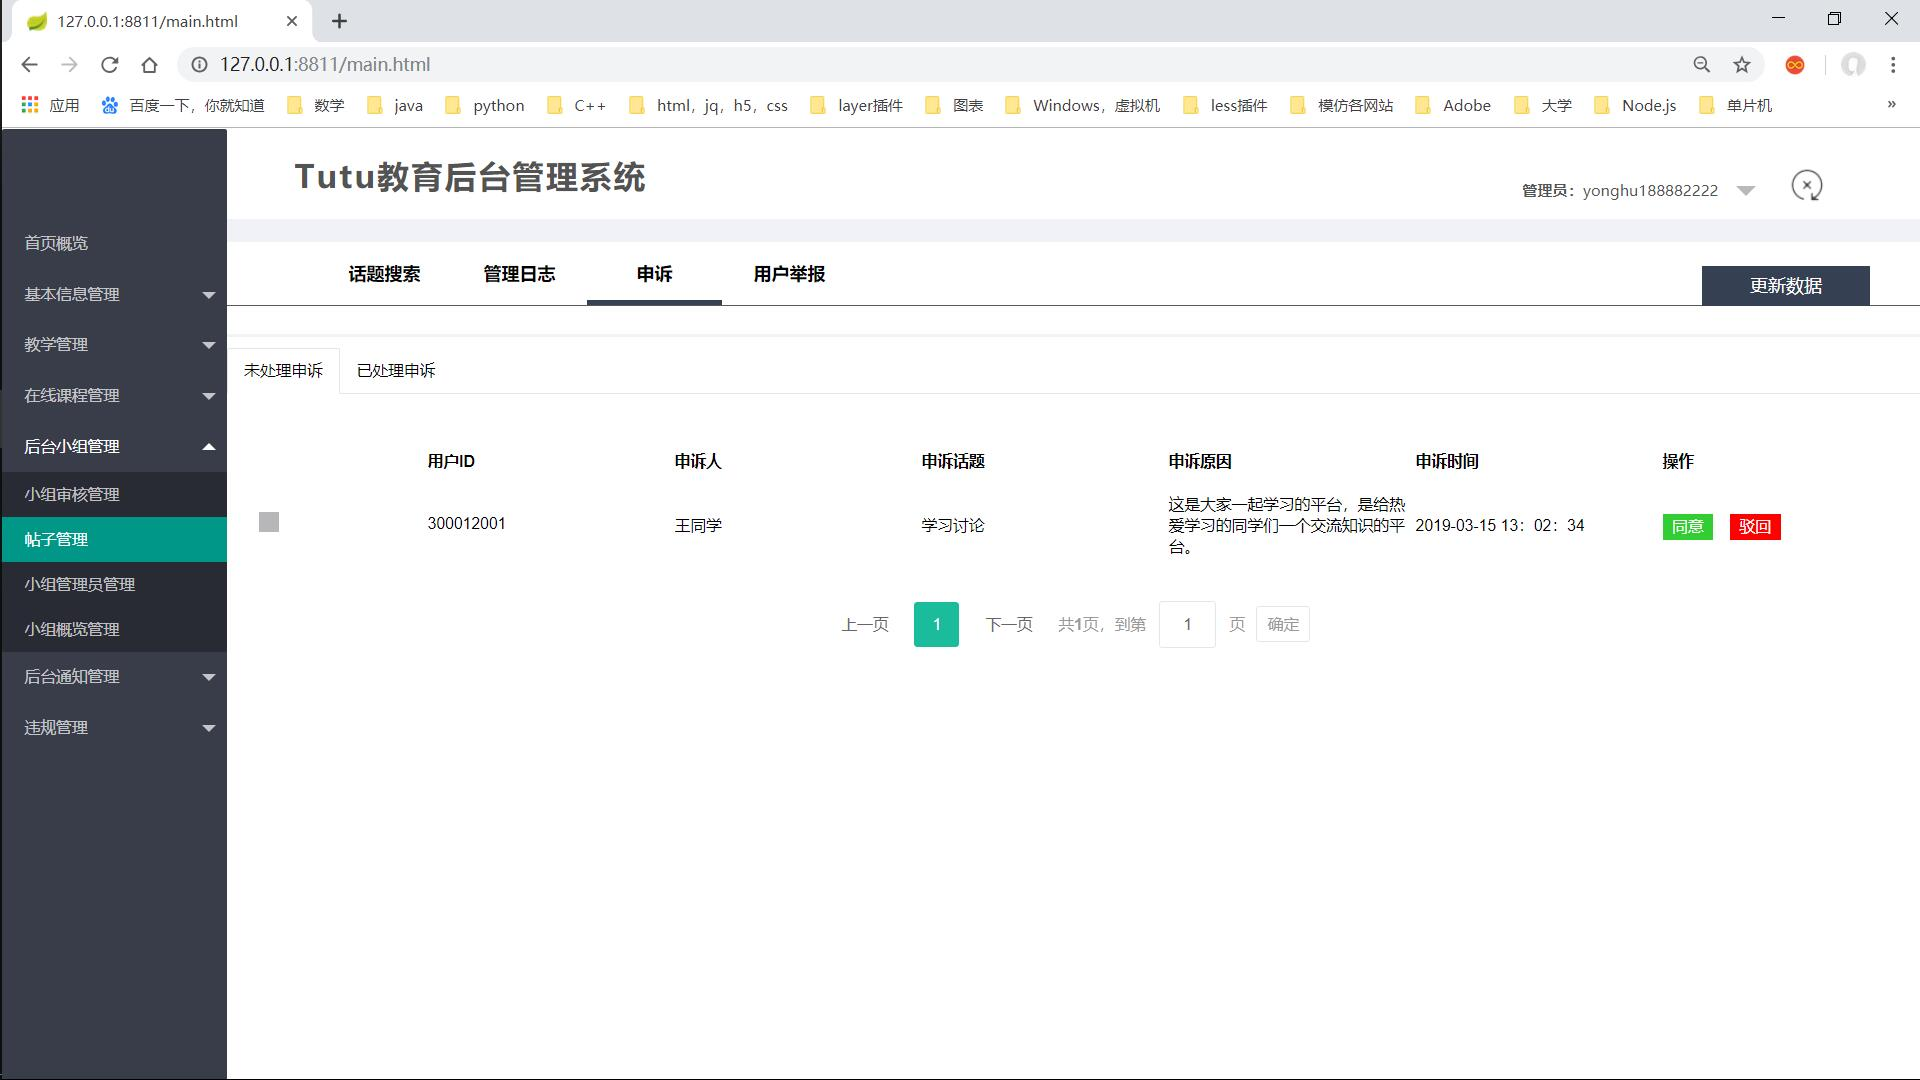 127.0.0.1:8811/main.html
127.0.0.1:8811/main.html
应用 百度一下，你就知道 数学 java python C++ html，jq，h5，css layer插件 图表 Windows，虚拟机 less插件 模仿各网站 Adobe 大学 Node.js 单片机 »
Tutu教育后台管理系统
管理员：yonghu188882222
首页概览
基本信息管理
教学管理
在线课程管理
后台小组管理
小组审核管理
帖子管理
小组管理员管理
小组概览管理
后台通知管理
违规管理
话题搜索 管理日志 申诉 用户举报
更新数据
未处理申诉 已处理申诉
用户ID 申诉人 申诉话题 申诉原因 申诉时间 操作
300012001 王同学 学习讨论
这是大家一起学习的平台，是给热
爱学习的同学们一个交流知识的平
台。
2019-03-15 13：02：34 同意 驳回
上一页 1 下一页 共1页，到第 1 页 确定